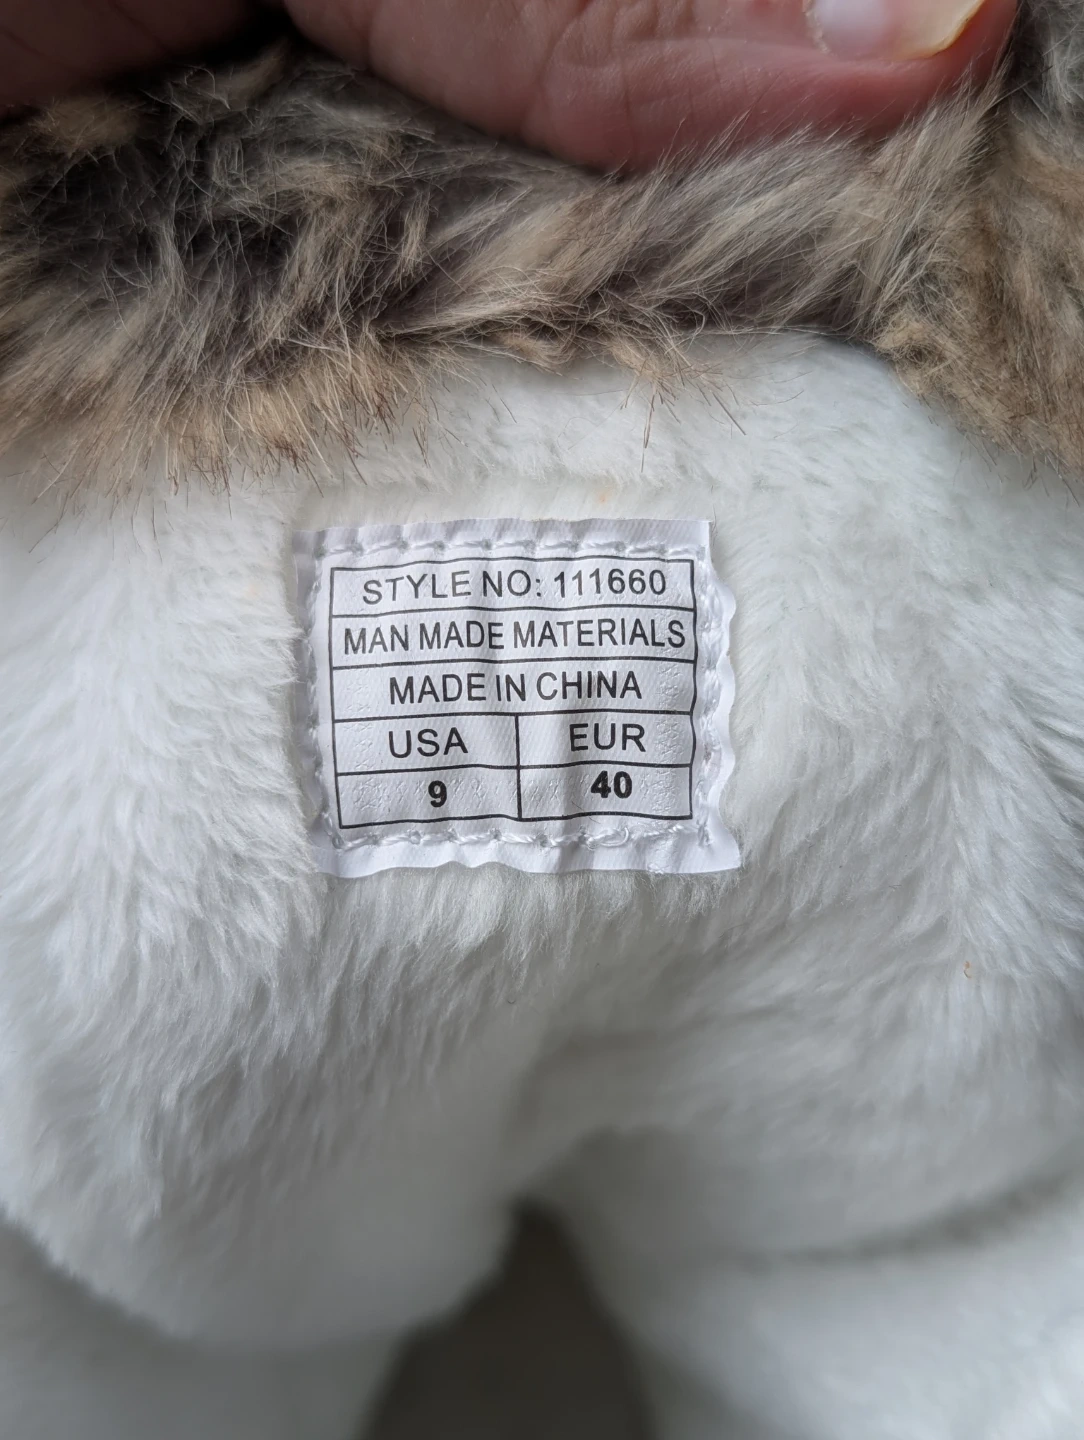 STYLE NO: 111660
MAN MADE MATERIALS
MADE IN CHINA
USA EUR
9 40